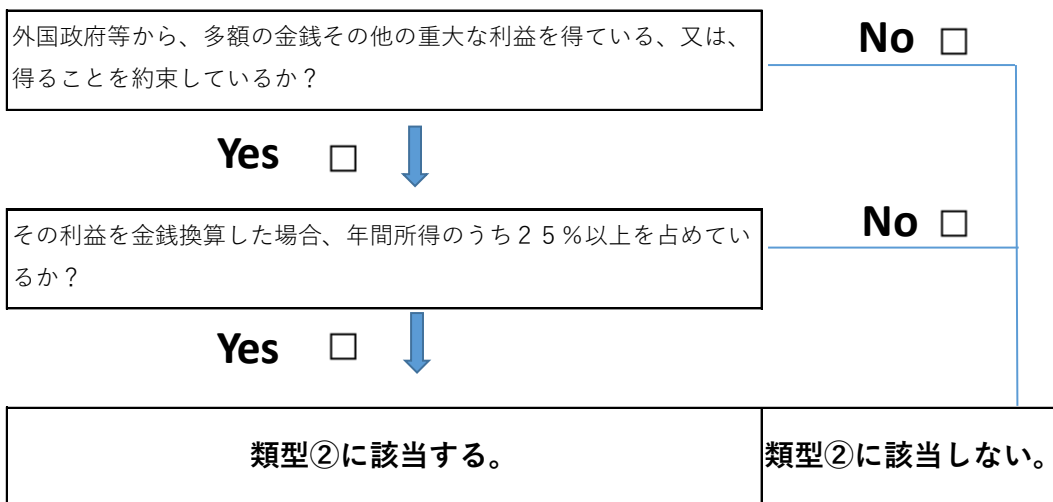 外国政府等から、多額の金銭その他の重大な利益を得ている、又は、
得ることを約束しているか？
No □
Yes □
その利益を金銭換算した場合、年間所得のうち２５％以上を占めてい
るか？
No □
Yes □
類型②に該当する。
類型②に該当しない。